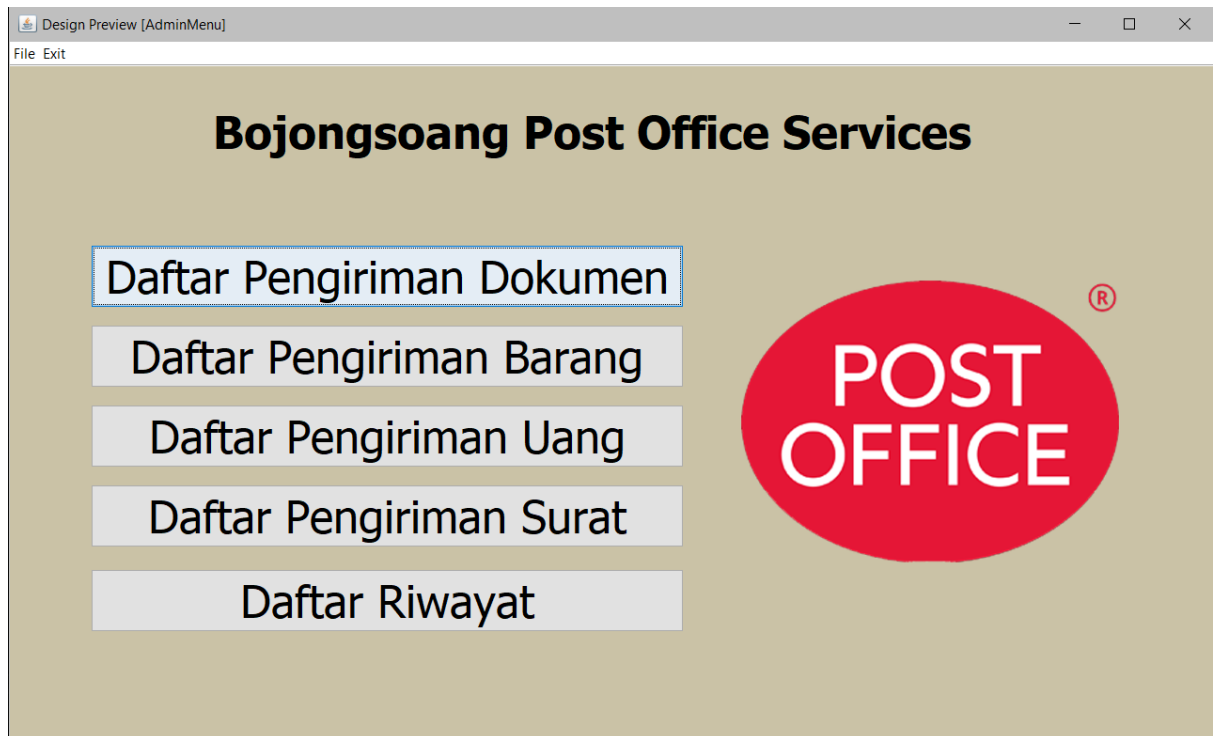 Design Preview [AdminMenu]
File Exit
Bojongsoang Post Office Services
Daftar Pengiriman Dokumen
Daftar Pengiriman Barang
Daftar Pengiriman Uang
Daftar Pengiriman Surat
Daftar Riwayat
®
POST
OFFICE